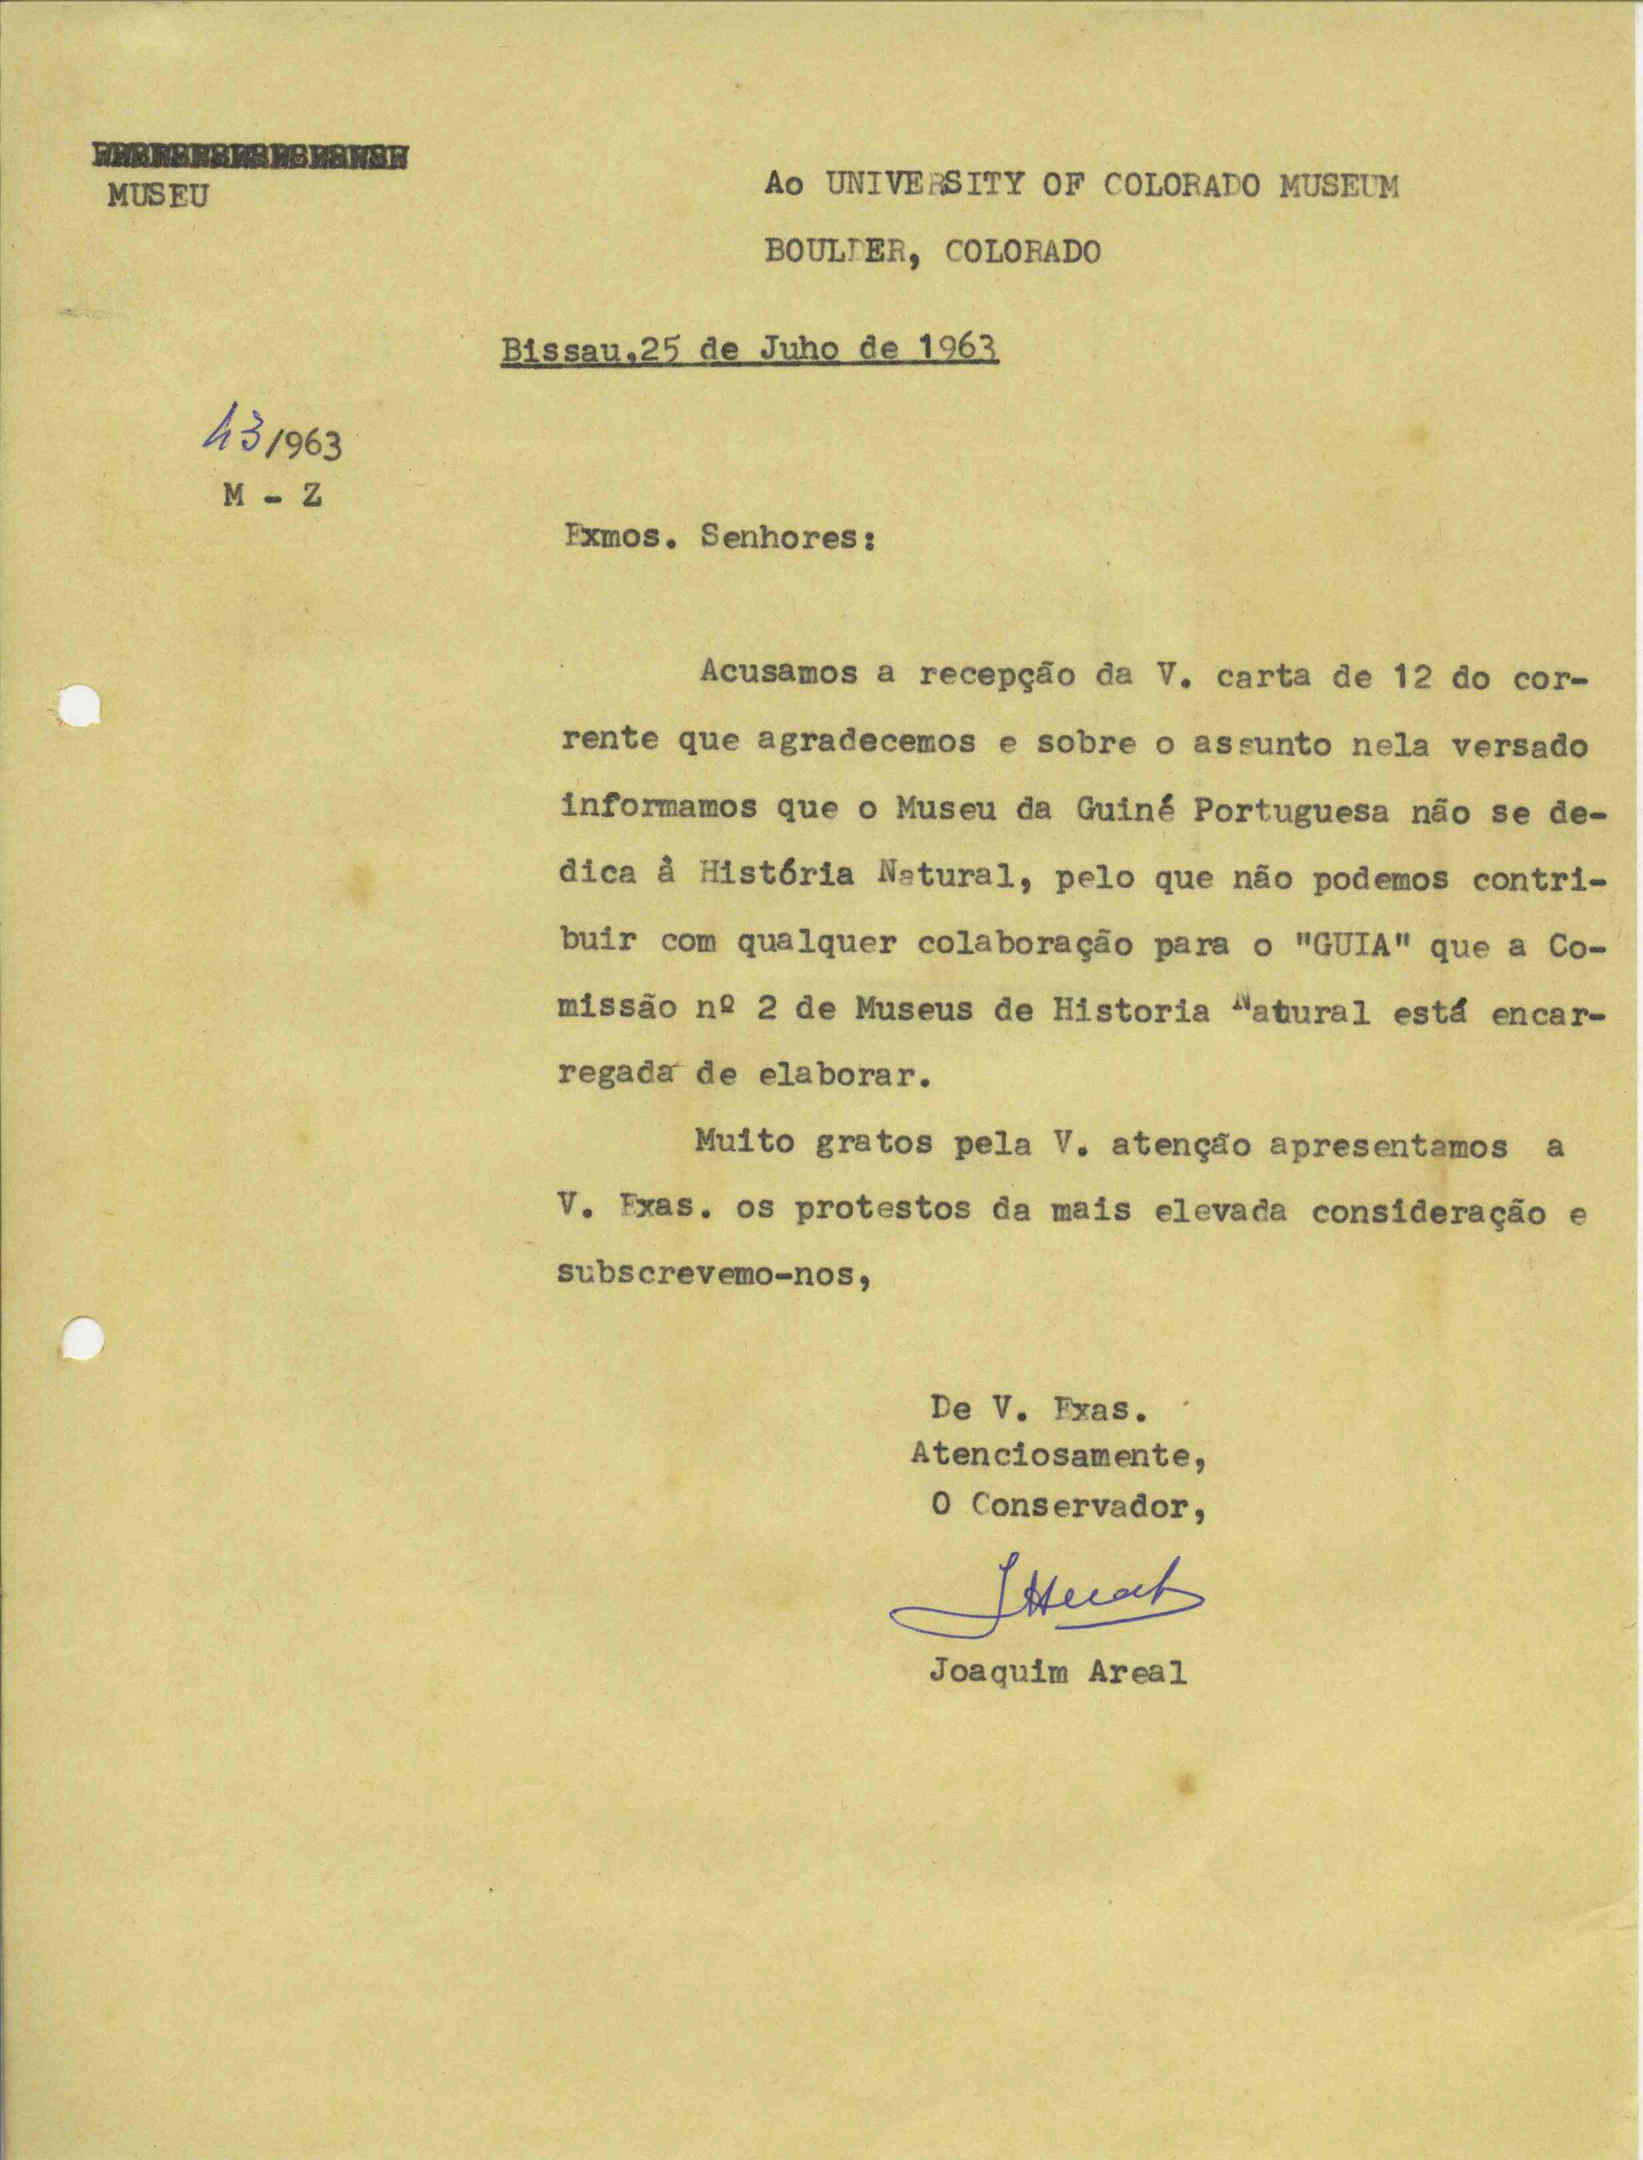 MUSEU
Ao UNIVERSITY OF COLORADO MUSEUM
BOULDER, COLORADO
Bissau,25 de Juho de 1963
43/963
M - Z
Exmos. Senhores:
Acusamos a recepção da V. carta de 12 do cor-
rente que agradecemos e sobre o assunto nela versado
informamos que o Museu da Guiné Portuguesa não se de-
dica à História Natural, pelo que não podemos contri-
buir com qualquer colaboração para o "GUIA" que a Co-
missão nº 2 de Museus de Historia Natural está encar-
regada de elaborar.
Muito gratos pela V. atenção apresentamos a
V. Exas. os protestos da mais elevada consideração e
subscrevemo-nos,
De V. Exas.
Atenciosamente,
O Conservador,
Joaquim Areal